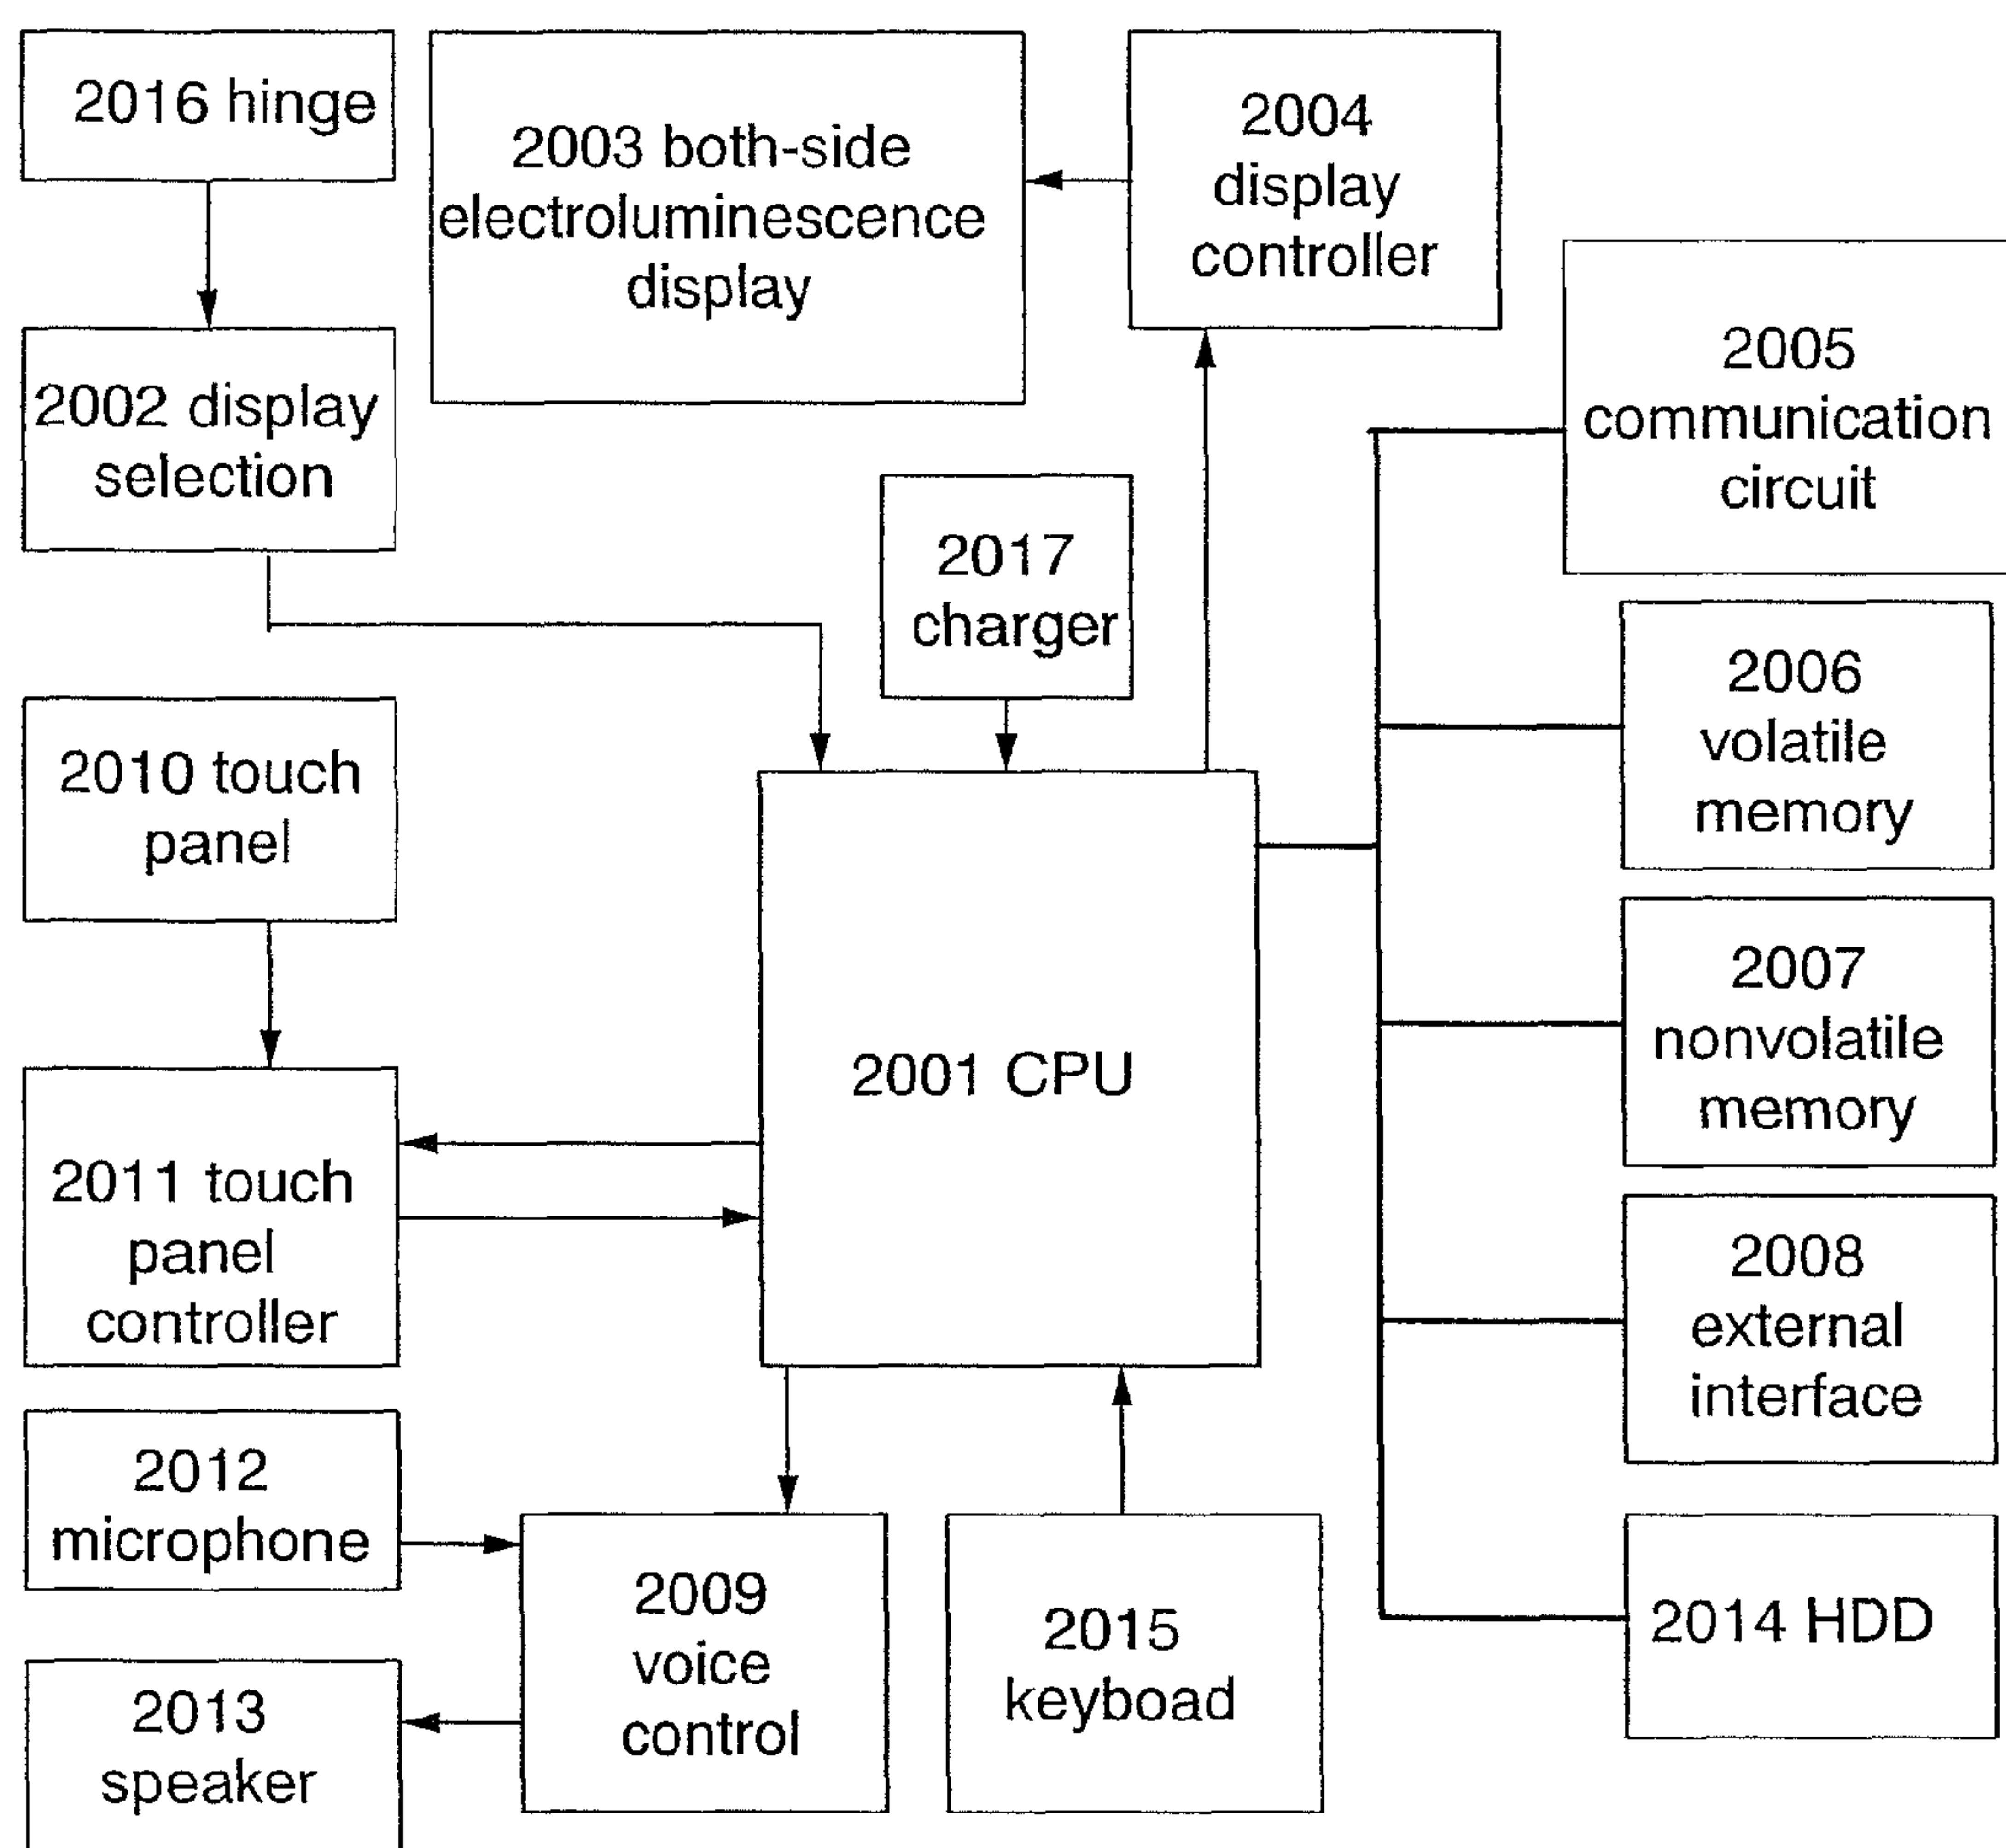 2016 hinge
2003 both-side
electroluminescence
display
2004
display
controller
2002 display
selection
2005
communication
circuit
2017
charger
2006
volatile
memory
2010 touch
panel
2007
nonvolatile
memory
2001 CPU
2011 touch
panel
controller
2008
external
interface
2012
microphone
2009
voice
control
2015
keyboad
2014 HDD
2013
speaker